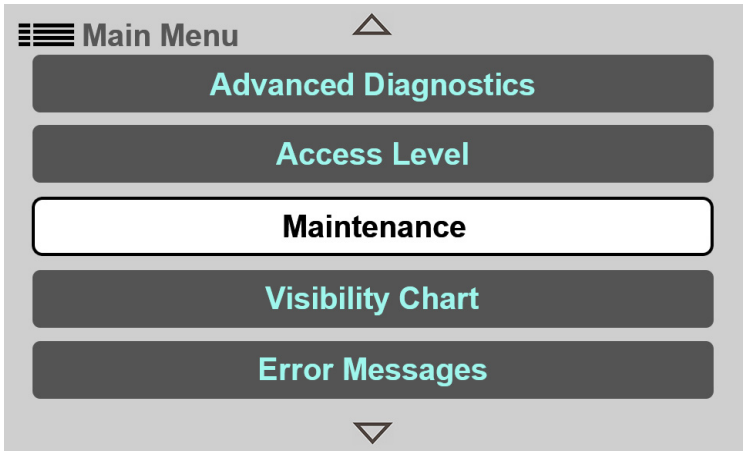 Main Menu
Advanced Diagnostics
Access Level
Maintenance
Visibility Chart
Error Messages